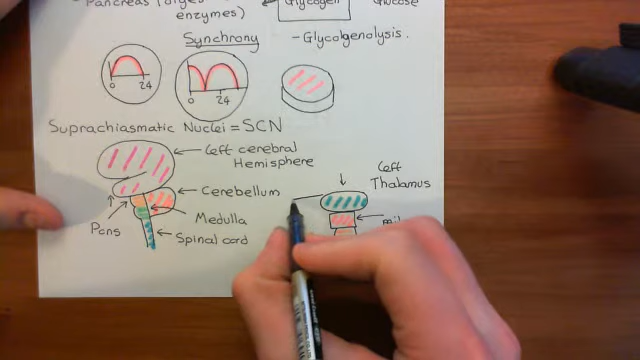 - Pancreas (
enzymes)
Glycogen
Glucose
Synchrony
- Glycolgenolysis.
0 24
0 24
Suprachiasmatic Nuclei = SCN
Left cerebral
Hemisphere
Cerebellum
Pons
Medulla
Spinal cord
Left
Thalamus